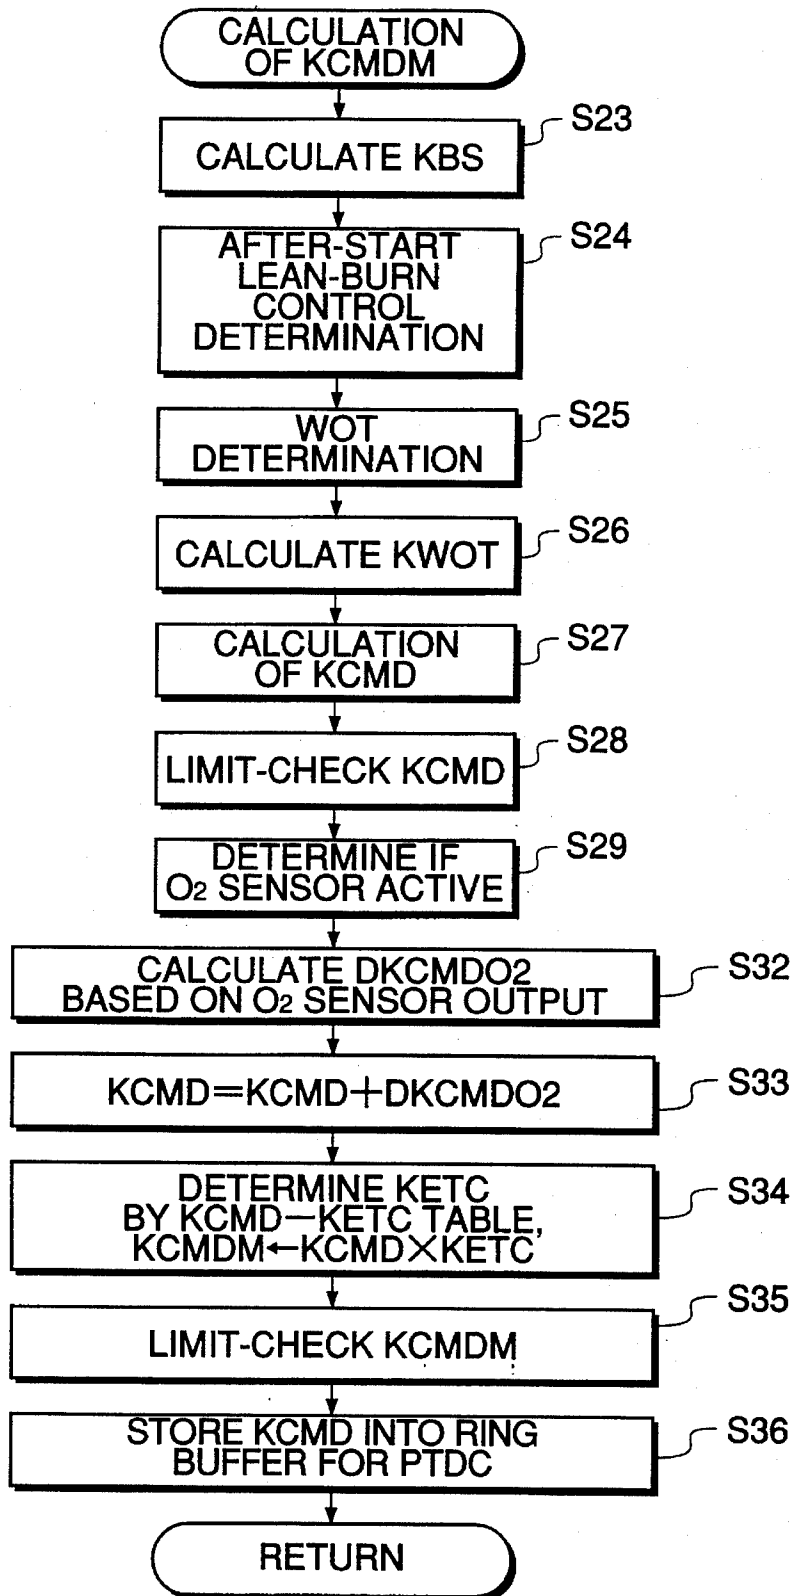 CALCULATION
OF KCMDM
S23
CALCULATE KBS
S24
AFTER-START
LEAN-BURN
CONTROL
DETERMINATION
S25
WOT
DETERMINATION
S26
CALCULATE KWOT
S27
CALCULATION
OF KCMD
S28
LIMIT-CHECK KCMD
S29
DETERMINE IF
O2 SENSOR ACTIVE
S32
CALCULATE DKCMDO2
BASED ON O2 SENSOR OUTPUT
S33
KCMD=KCMD+DKCMDO2
S34
DETERMINE KETC
BY KCMD−KETC TABLE,
KCMDM←KCMD×KETC
S35
LIMIT-CHECK KCMDM
S36
STORE KCMD INTO RING
BUFFER FOR PTDC
RETURN